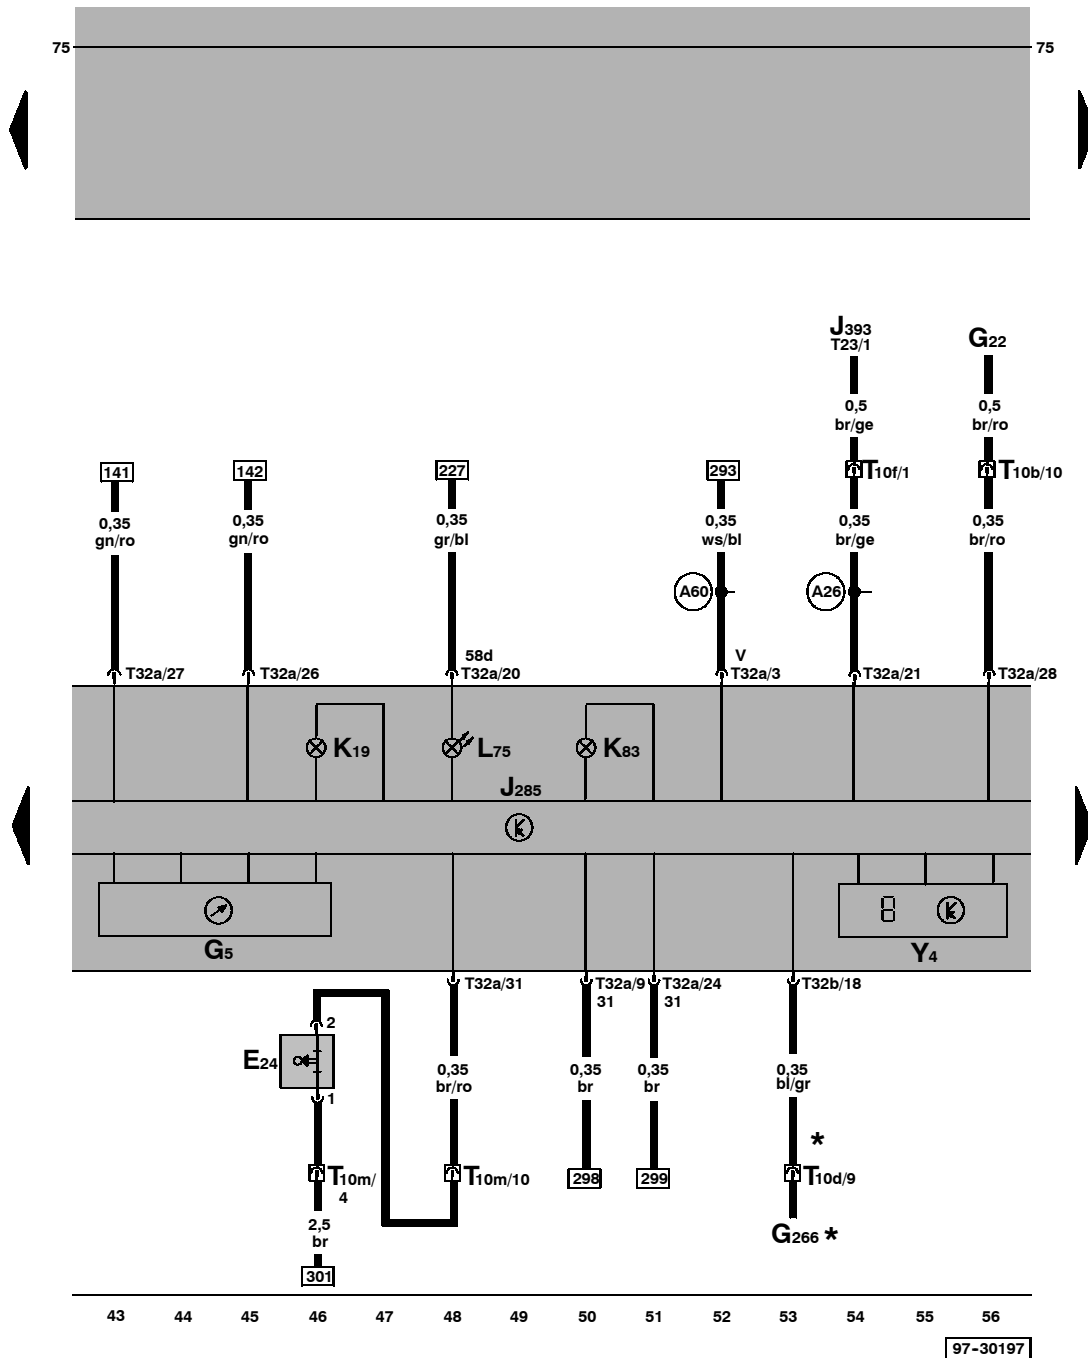 75 75
J393
T23/1
G22
0,5
br/ge
0,5
br/ro
141
142
227
293
T10f/1
T10b/10
0,35
gn/ro
0,35
gn/ro
0,35
gr/bl
0,35
ws/bl
0,35
br/ge
0,35
br/ro
A60
A26
58d
V
T32a/27
T32a/26
T32a/20
T32a/3
T32a/21
T32a/28
K19
L75
K83
J285
G5
Y4
T32a/31
T32a/9
31
T32a/24
31
T32b/18
2
E24
1
0,35
br/ro
0,35
br
0,35
br
0,35
bl/gr
*
T10m/
4
T10m/10
298
299
T10d/9
2,5
br
G266 *
301
43 44 45 46 47 48 49 50 51 52 53 54 55 56
97-30197